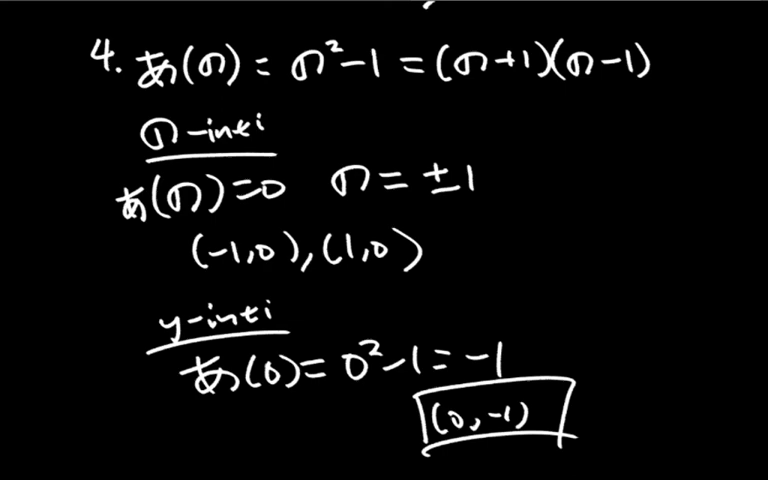 4. あ(の) = の²-1 = (の+1)(の-1)
の-inti
あ(の)=0 の = ±1
(-1,0), (1,0)
y-inti
あ(0) = 0²-1 = -1
(0,-1)